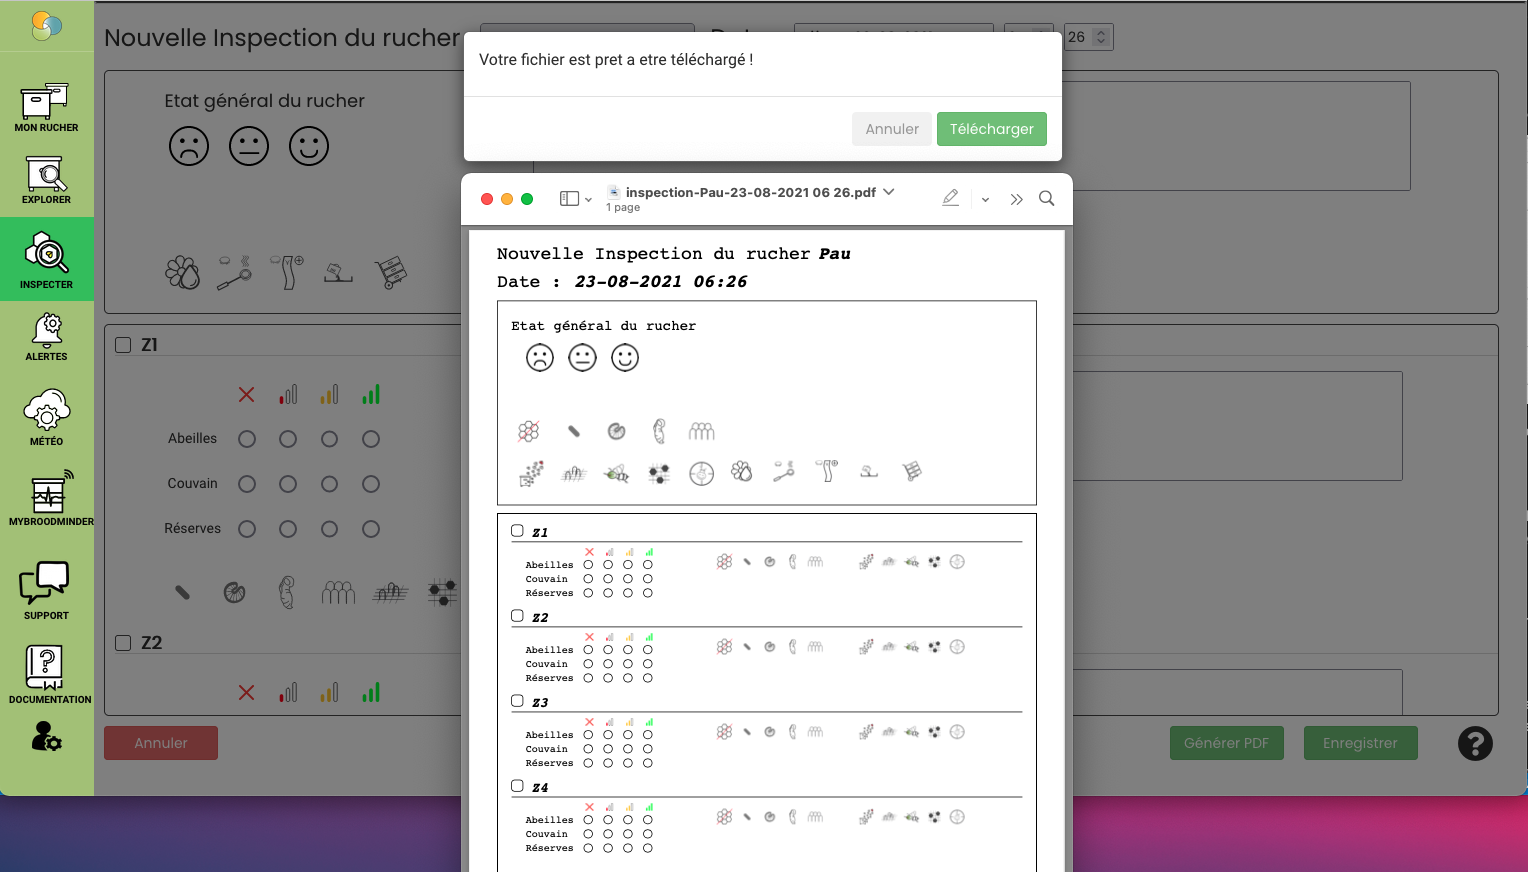 Nouvelle Inspection du rucher
26
Votre fichier est pret a etre téléchargé !
Annuler
Télécharger
MON RUCHER
EXPLORER
INSPECTER
ALERTES
MÉTÉO
MYBROODMINDER
SUPPORT
DOCUMENTATION
Etat général du rucher
Z1
Abeilles
Couvain
Réserves
Z2
Annuler
Générer PDF
Enregistrer
?
inspection-Pau-23-08-2021 06 26.pdf
1 page
Nouvelle Inspection du rucher Pau
Date : 23-08-2021 06:26
Etat général du rucher
Z1
Abeilles
Couvain
Réserves
Z2
Abeilles
Couvain
Réserves
Z3
Abeilles
Couvain
Réserves
Z4
Abeilles
Couvain
Réserves